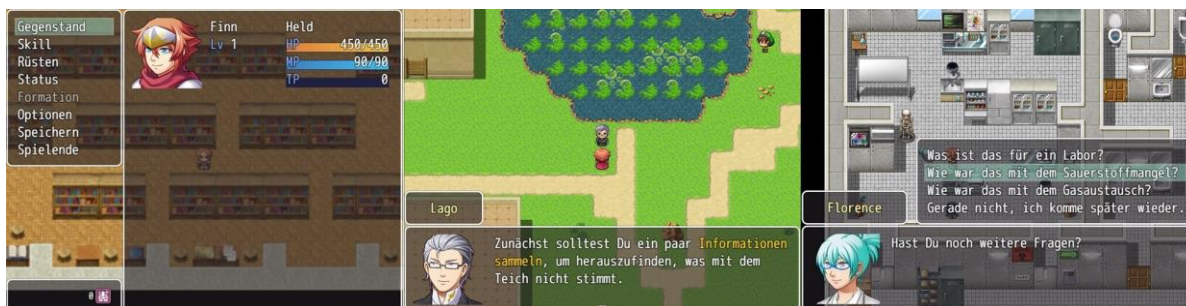 Gegenstand
Skill
Rüsten
Status
Formation
Optionen
Speichern
Spielende
Finn
Held
Lv 1
HP 450/450
MP 90/90
TP 0
0
Lago
Zunächst solltest Du ein paar Informationen
sammeln, um herauszufinden, was mit dem
Teich nicht stimmt.
Was ist das für ein Labor?
Wie war das mit dem Sauerstoffmangel?
Wie war das mit dem Gasaustausch?
Gerade nicht, ich komme später wieder.
Florence
Hast Du noch weitere Fragen?